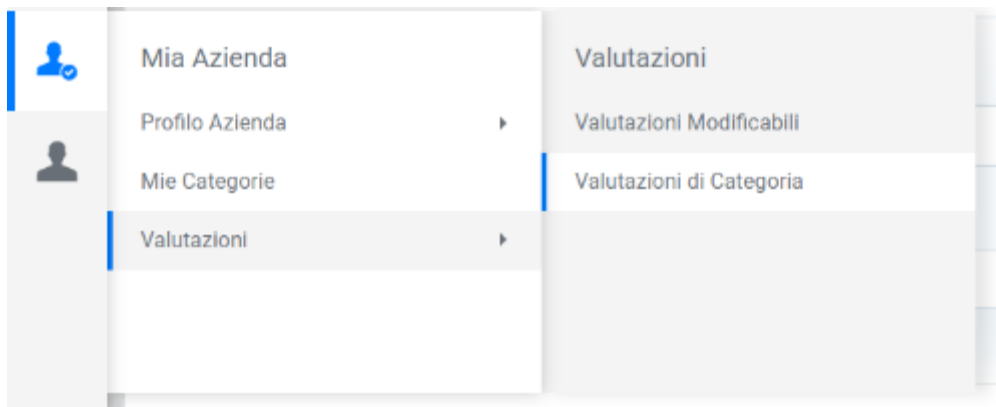 Mia Azienda
Profilo Azienda
Mie Categorie
Valutazioni
Valutazioni
Valutazioni Modificabili
Valutazioni di Categoria